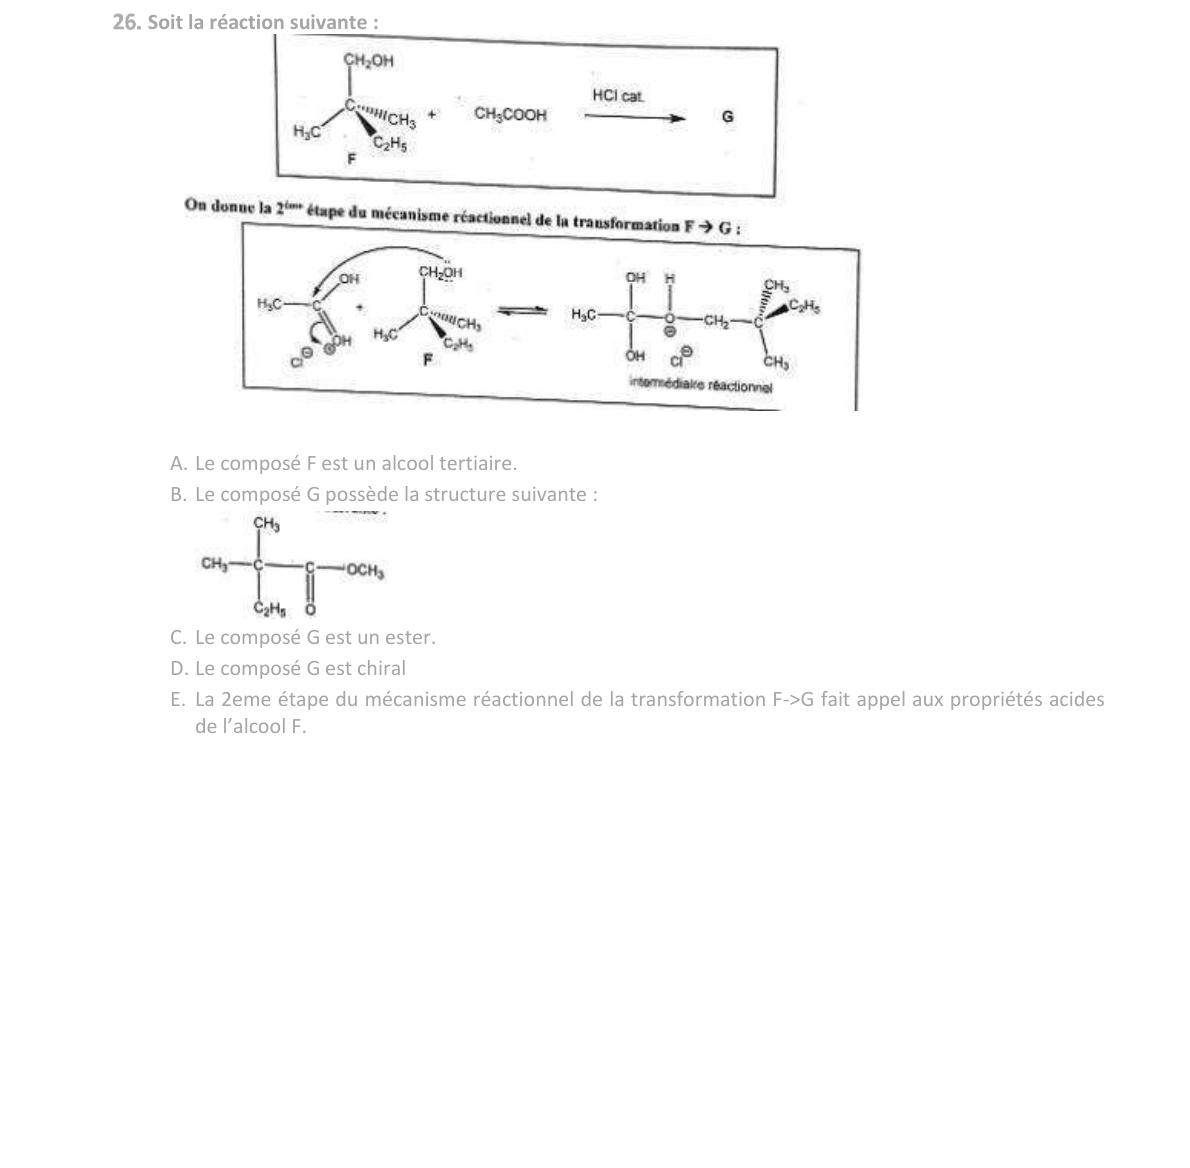 26. Soit la réaction suivante :
CH₂OH
HCl cat.
C CH₃ + CH₃COOH G
H₃C C₂H₅
F
On donne la 2ème étape du mécanisme réactionnel de la transformation F → G :
OH CH₂OH OH H CH₃
H₃C C + C H₃C C O CH₂ C C₂H₅
H₃C CH₃
Cl⊖ ⊕OH C₂H₅ OH Cl⊖ CH₃
F
intermédiaire réactionnel
A. Le composé F est un alcool tertiaire.
B. Le composé G possède la structure suivante :
CH₃
CH₃ C C OCH₃
C₂H₅ O
C. Le composé G est un ester.
D. Le composé G est chiral
E. La 2eme étape du mécanisme réactionnel de la transformation F->G fait appel aux propriétés acides
de l’alcool F.